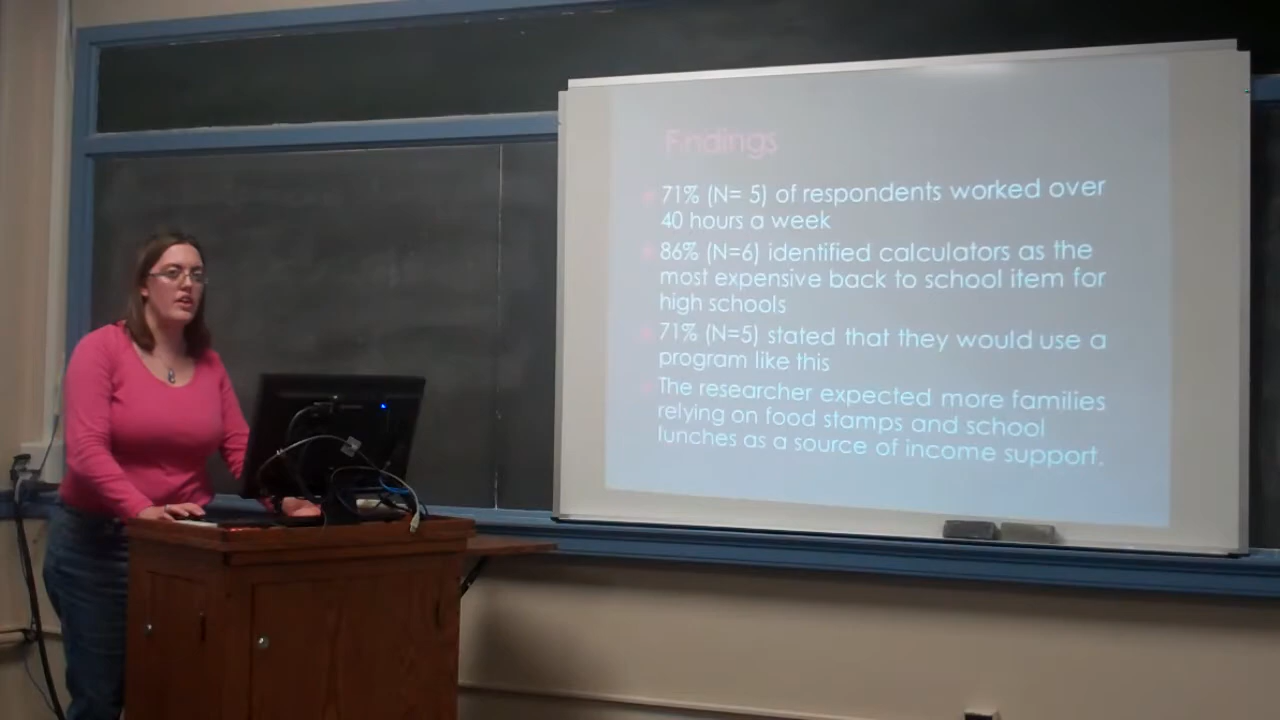 Findings
71% (N= 5) of respondents worked over
40 hours a week
86% (N=6) identified calculators as the
most expensive back to school item for
high schools
71% (N=5) stated that they would use a
program like this
The researcher expected more families
relying on food stamps and school
lunches as a source of income support.